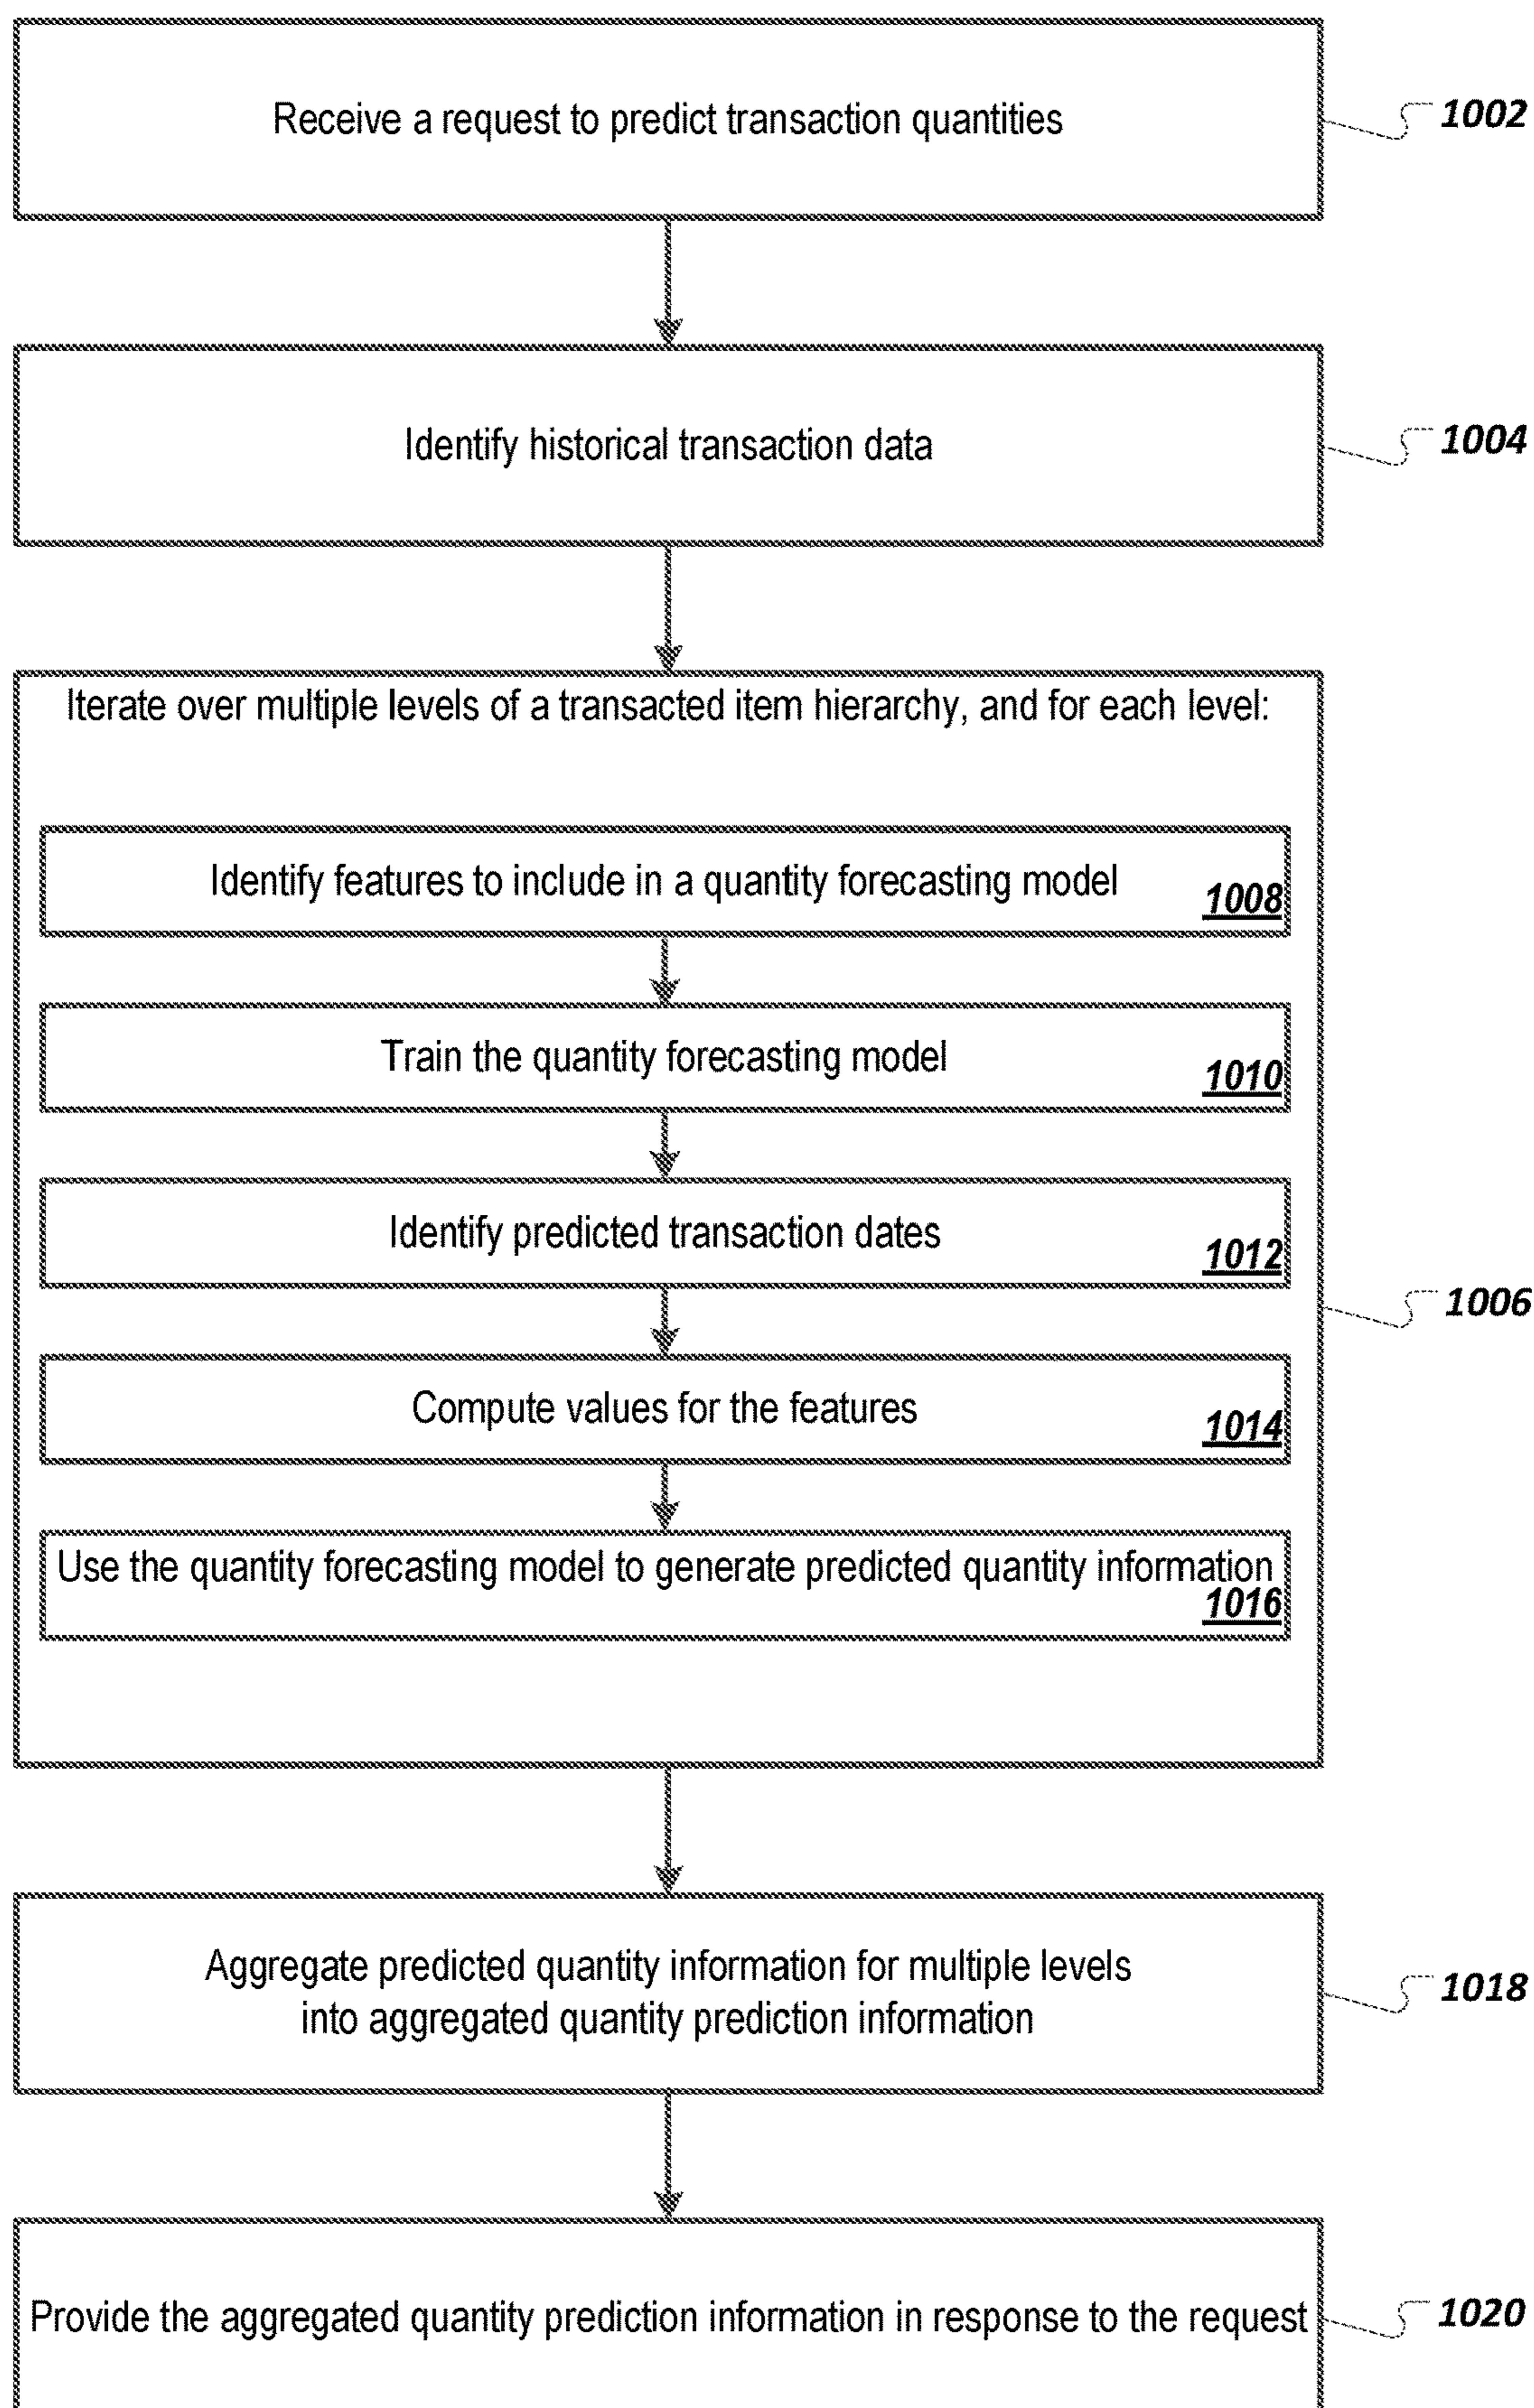 Receive a request to predict transaction quantities
1002
Identify historical transaction data
1004
Iterate over multiple levels of a transacted item hierarchy, and for each level:
Identify features to include in a quantity forecasting model
1008
Train the quantity forecasting model
1010
Identify predicted transaction dates
1012
1006
Compute values for the features
1014
Use the quantity forecasting model to generate predicted quantity information
1016
Aggregate predicted quantity information for multiple levels
into aggregated quantity prediction information
1018
Provide the aggregated quantity prediction information in response to the request
1020